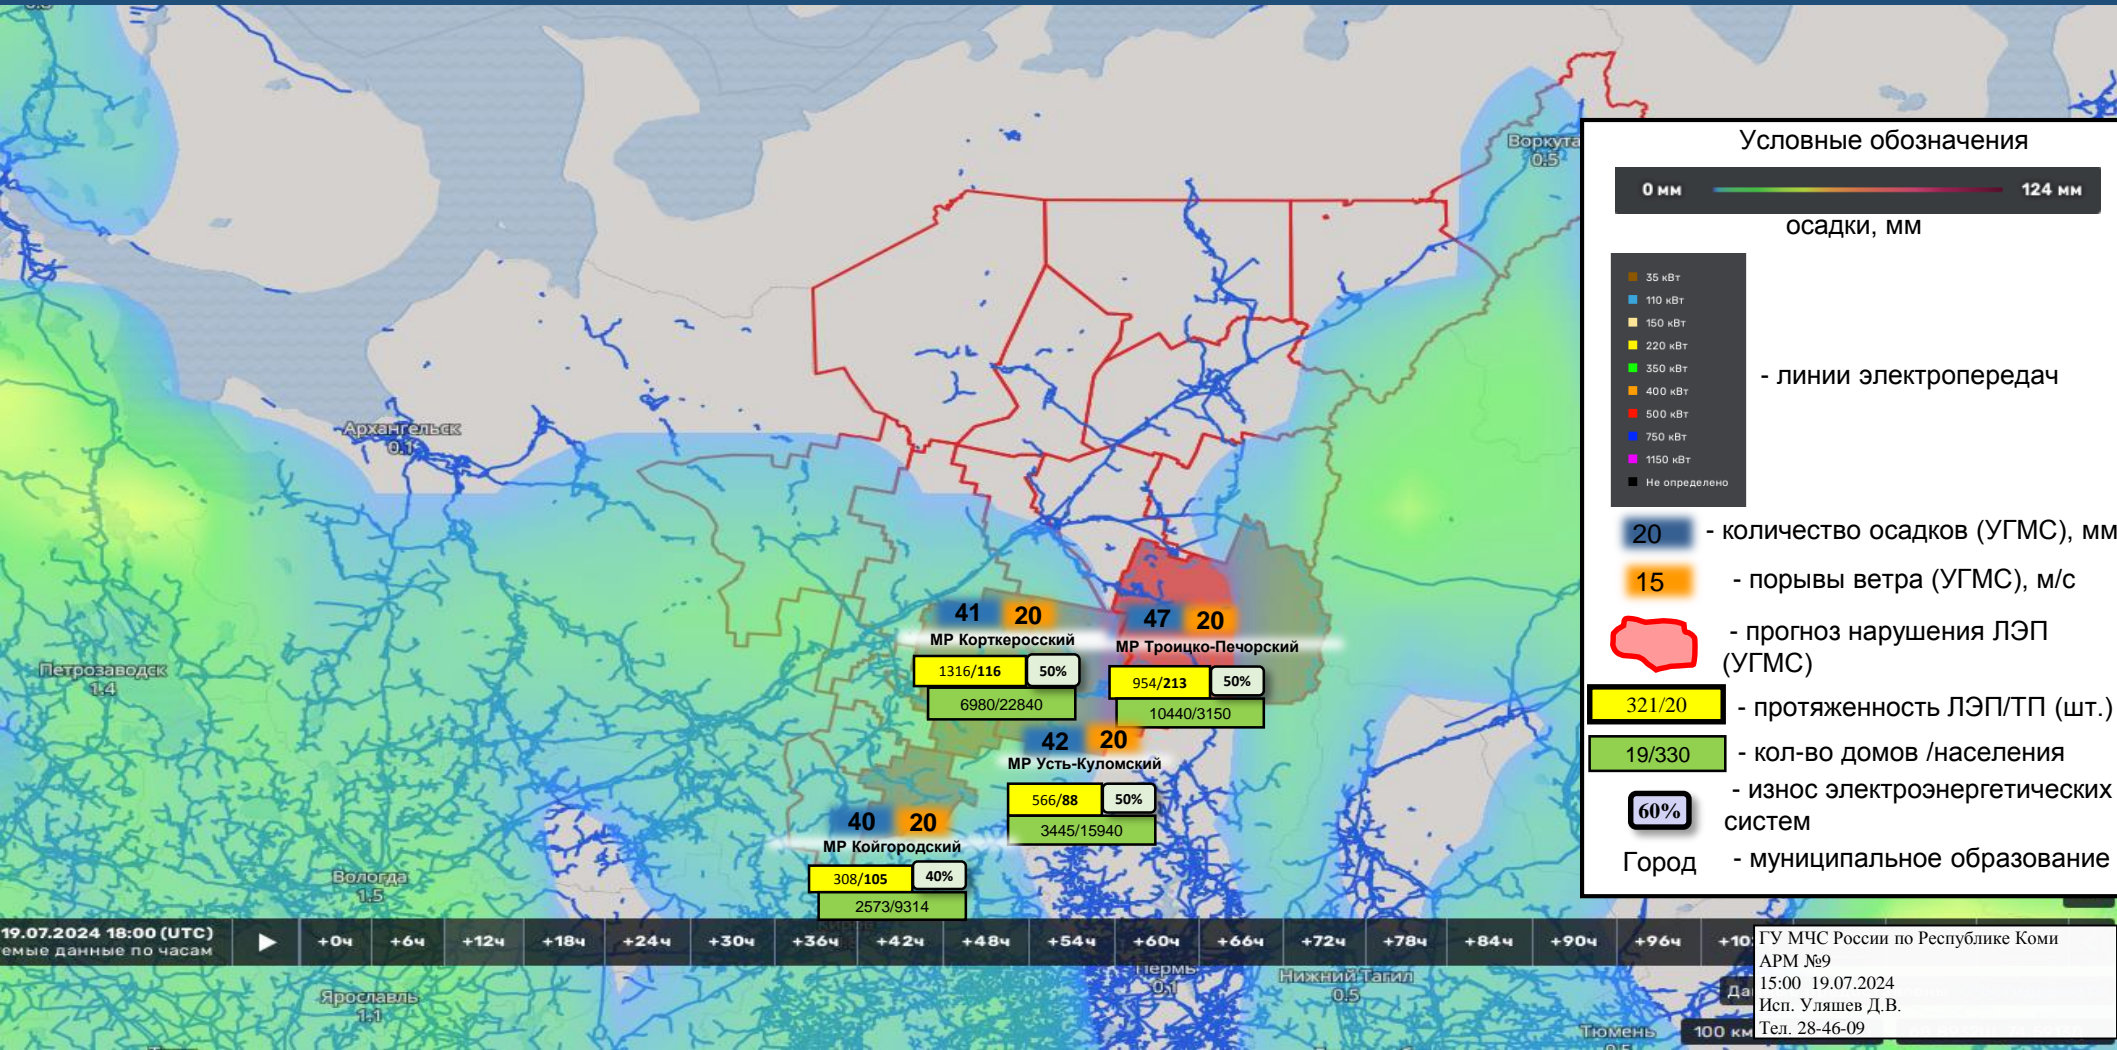 Воркута
0.5
Архангельск
0.1
Петрозаводск
1.4
Вологда
1.5
Ярославль
1.1
Пермь
0.1
Нижний Тагил
0.5
Тюмень
41 20
МР Корткеросский
1316/116 50%
6980/22840
47 20
МР Троицко-Печорский
954/213 50%
10440/3150
42 20
МР Усть-Куломский
566/88 50%
3445/15940
40 20
МР Койгородский
308/105 40%
2573/9314
Условные обозначения
0 мм 124 мм
осадки, мм
35 кВт
110 кВт
150 кВт
220 кВт
350 кВт
400 кВт
500 кВт
750 кВт
1150 кВт
Не определено
- линии электропередач
20 - количество осадков (УГМС), мм
15 - порывы ветра (УГМС), м/с
- прогноз нарушения ЛЭП
(УГМС)
321/20 - протяженность ЛЭП/ТП (шт.)
19/330 - кол-во домов /населения
60% - износ электроэнергетических
систем
Город - муниципальное образование
19.07.2024 18:00 (UTC)
емые данные по часам
+0ч +6ч +12ч +18ч +24ч +30ч +36ч +42ч +48ч +54ч +60ч +66ч +72ч +78ч +84ч +90ч +96ч +10
100 км
ГУ МЧС России по Республике Коми
АРМ №9
15:00 19.07.2024
Исп. Уляшев Д.В.
Тел. 28-46-09